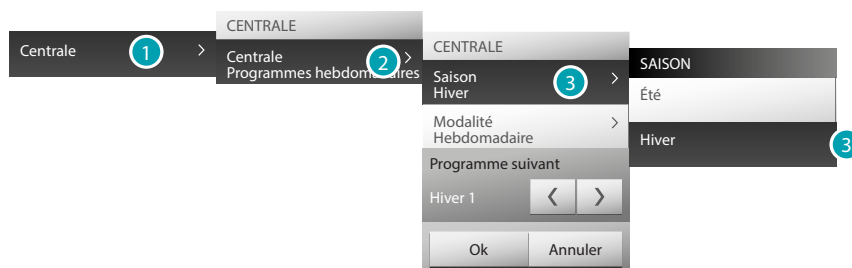 Centrale
1
CENTRALE
Centrale
Programmes hebdomadaires
2
CENTRALE
Saison
Hiver
3
Modalité
Hebdomadaire
Programme suivant
Hiver 1
Ok
Annuler
SAISON
Été
Hiver
3